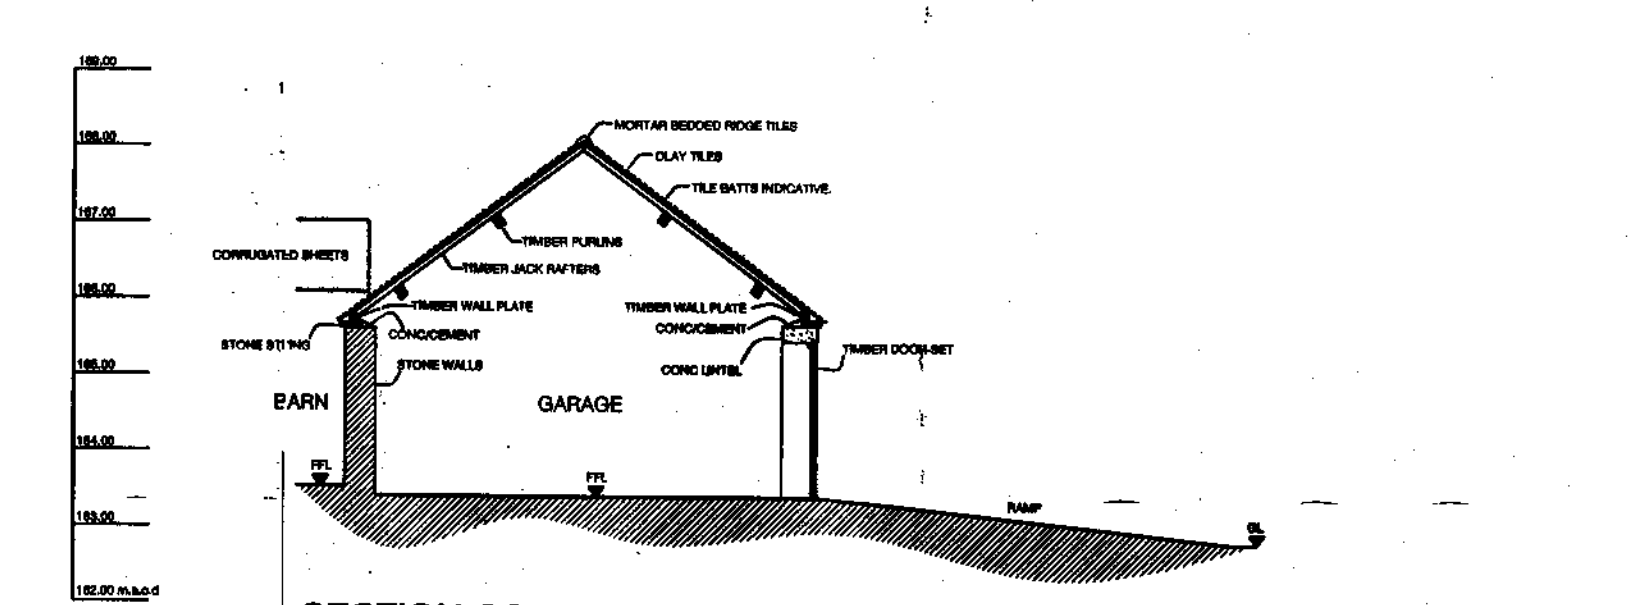 169.00
168.00
MORTAR BEDDED RIDGE TILES
CLAY TILES
TILE BATTS INDICATIVE.
167.00
TIMBER PURLINS
CORRUGATED SHEETS
TIMBER JACK RAFTERS
166.00
TIMBER WALL PLATE
TIMBER WALL PLATE
CONC/CEMENT
CONC/CEMENT
STONE
TIMBER DOOR-SET
STONE WALLS
165.00
CONC LINTEL
BARN
GARAGE
164.00
FFL
FFL
163.00
RAMP
GL
162.00 m.a.o.d